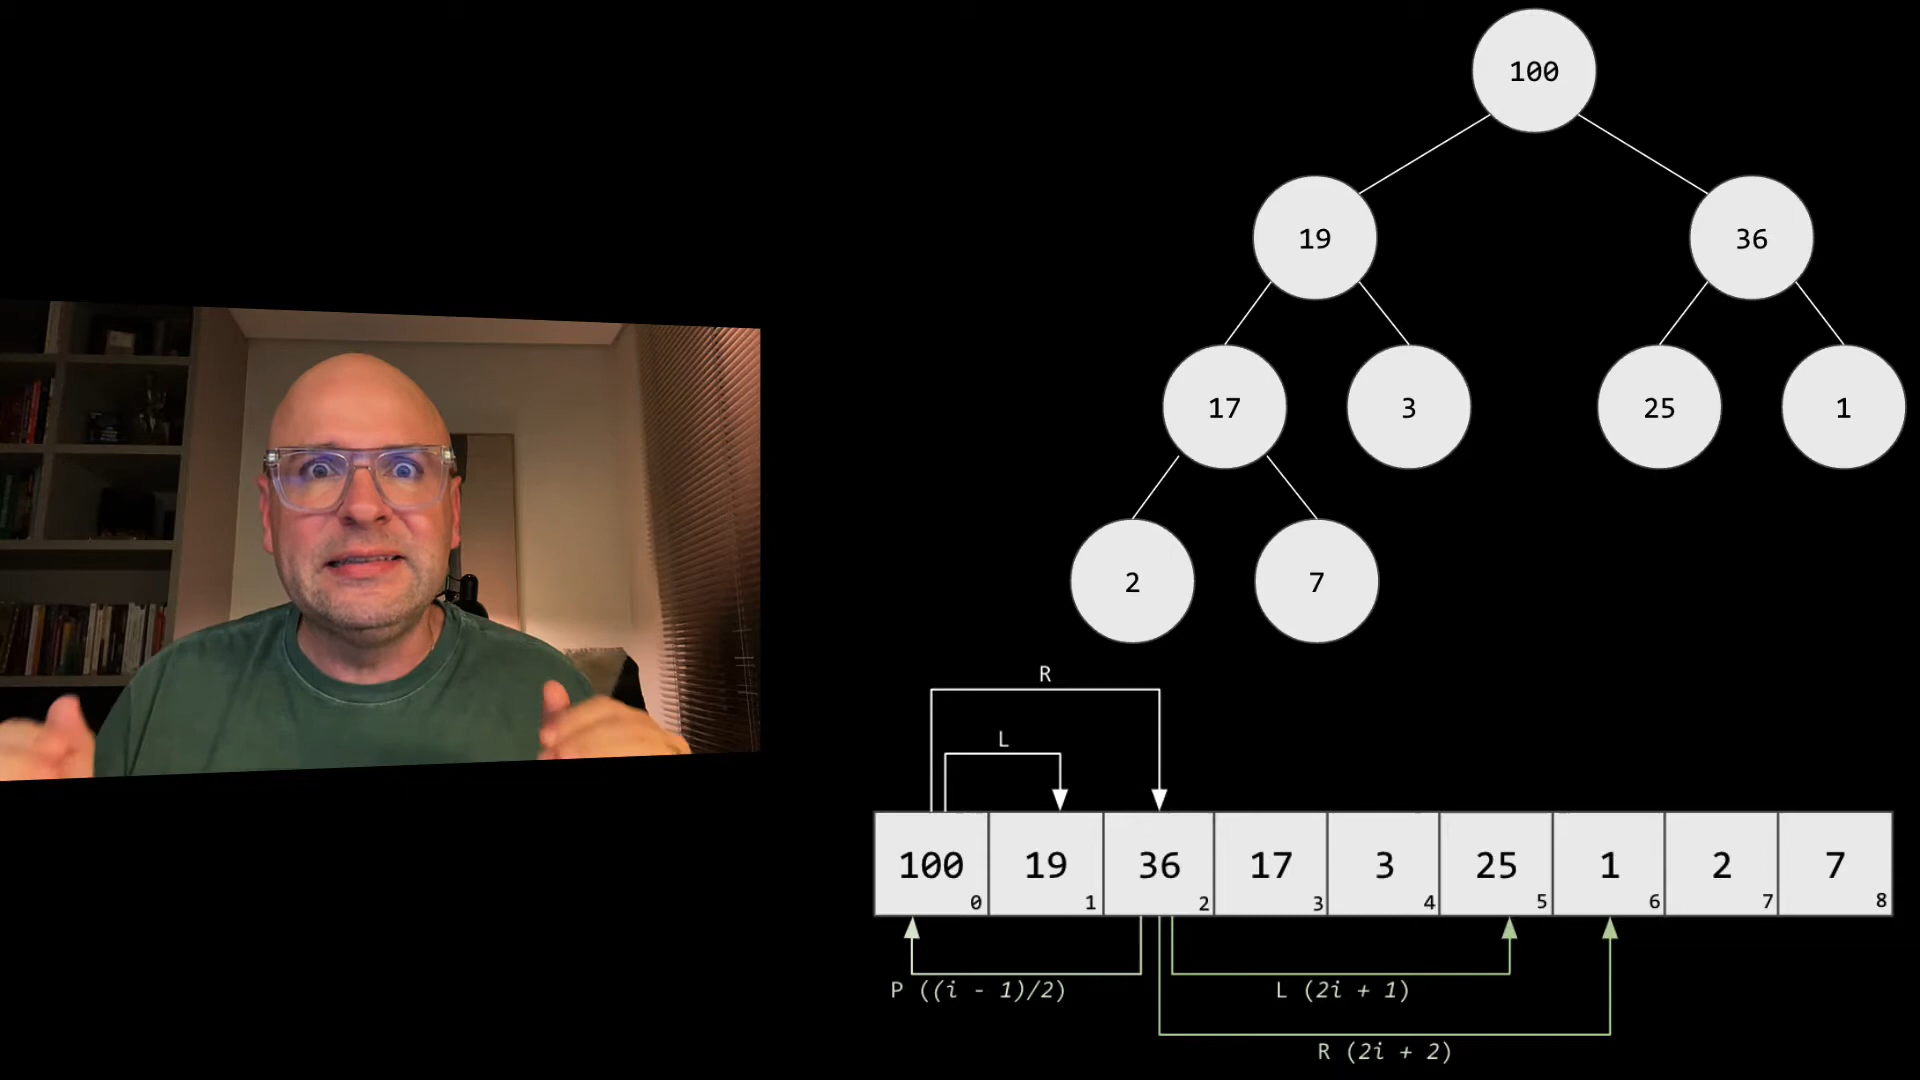 100
19 36
17 3 25 1
2 7
R
L
100 19 36 17 3 25 1 2 7
0 1 2 3 4 5 6 7 8
P ((i - 1)/2) L (2i + 1)
R (2i + 2)